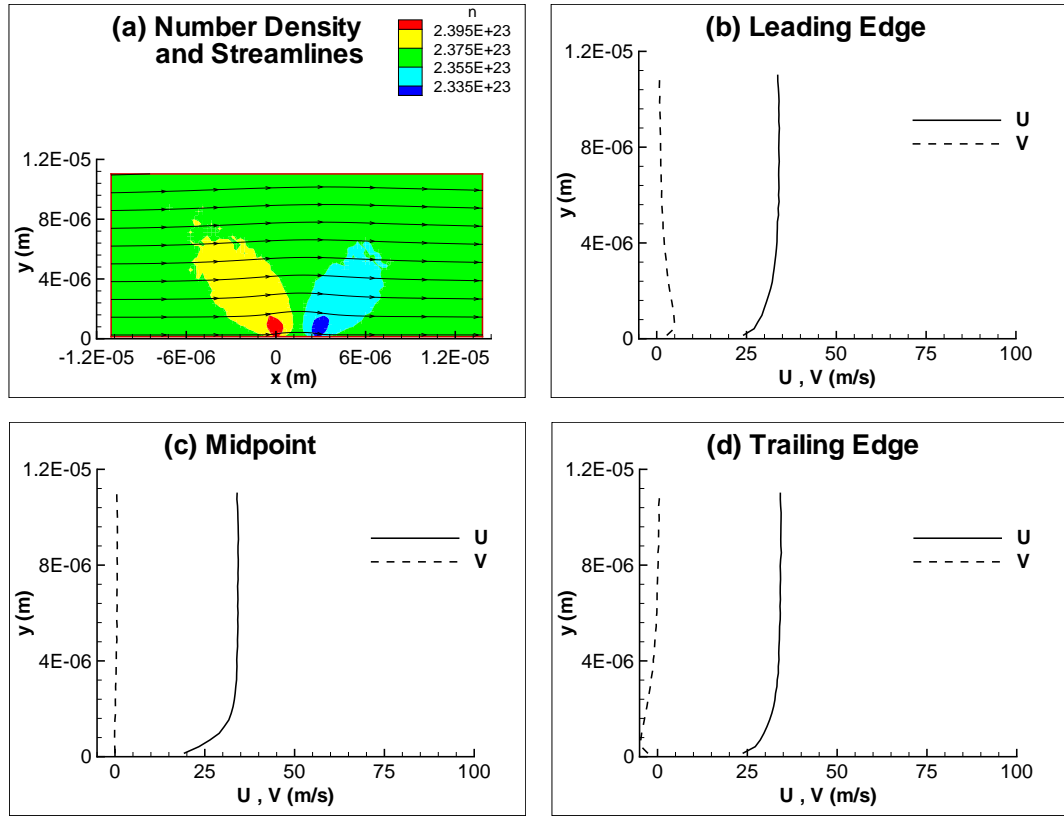 (a) Number Density
and Streamlines
n
2.395E+23
2.375E+23
2.355E+23
2.335E+23
1.2E-05
8E-06
4E-06
0
y (m)
-1.2E-05 -6E-06 0 6E-06 1.2E-05
x (m)
(b) Leading Edge
1.2E-05
8E-06
4E-06
0
y (m)
U
V
0 25 50 75 100
U , V (m/s)
(c) Midpoint
1.2E-05
8E-06
4E-06
0
y (m)
U
V
0 25 50 75 100
U , V (m/s)
(d) Trailing Edge
1.2E-05
8E-06
4E-06
0
y (m)
U
V
0 25 50 75 100
U , V (m/s)